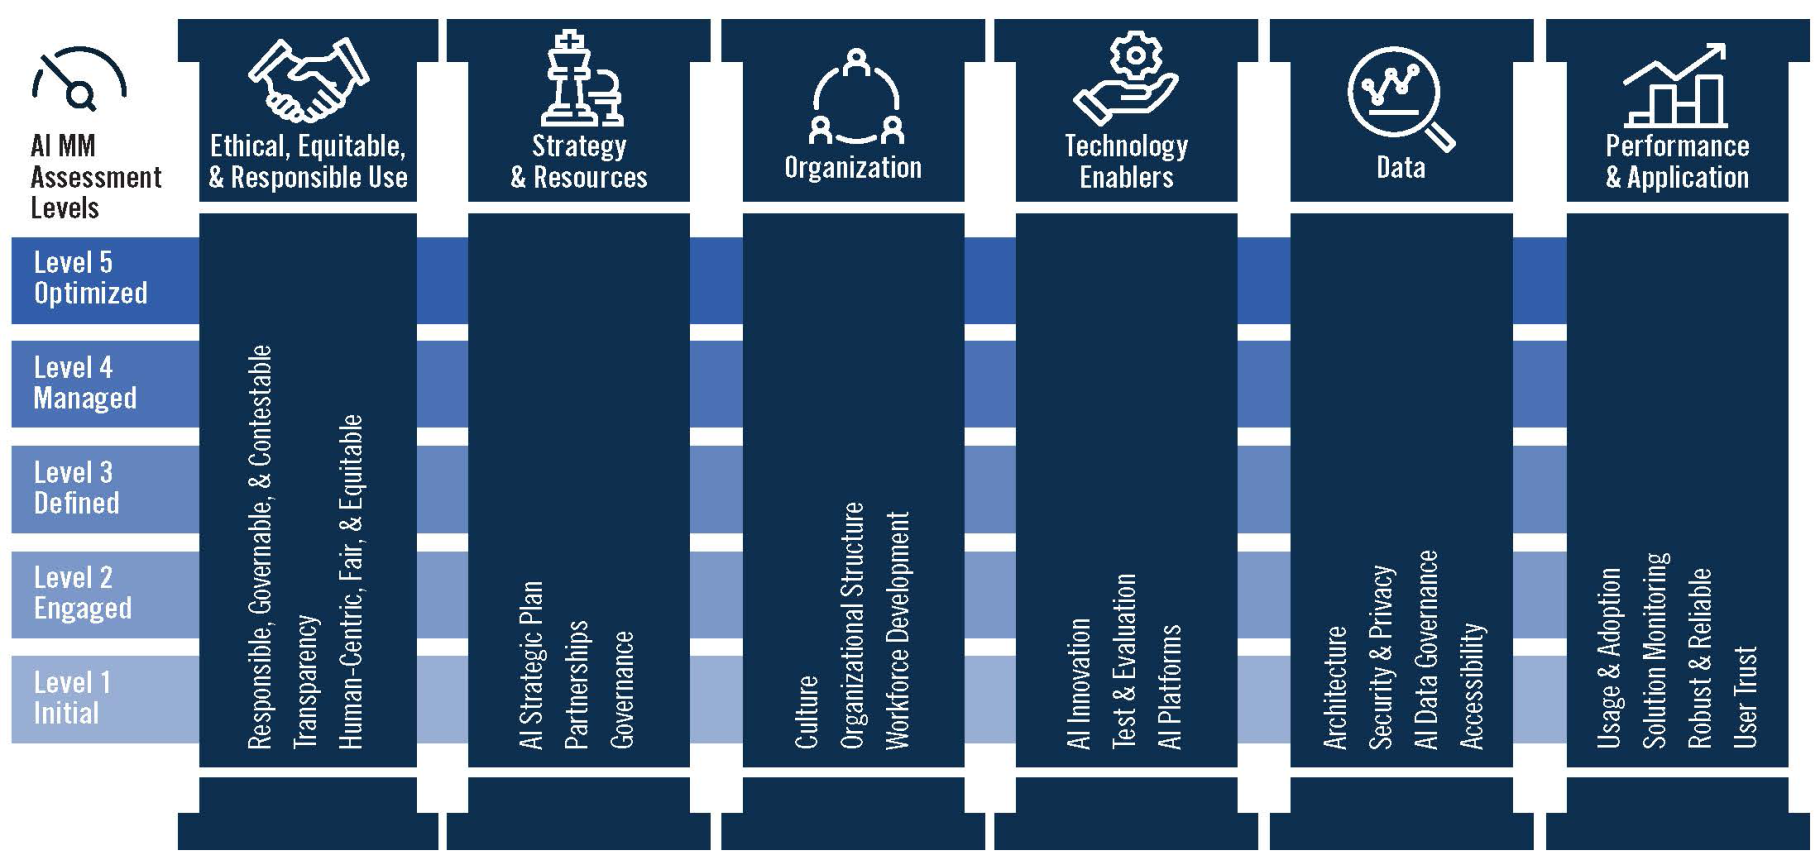 AI MM
Assessment
Levels
Ethical, Equitable,
& Responsible Use
Strategy
& Resources
Organization
Technology
Enablers
Data
Performance
& Application
Level 5
Optimized
Level 4
Managed
Level 3
Defined
Level 2
Engaged
Level 1
Initial
Responsible, Governable, & Contestable
Transparency
Human-Centric, Fair, & Equitable
AI Strategic Plan
Partnerships
Governance
Culture
Organizational Structure
Workforce Development
AI Innovation
Test & Evaluation
AI Platforms
Architecture
Security & Privacy
AI Data Governance
Accessibility
Usage & Adoption
Solution Monitoring
Robust & Reliable
User Trust